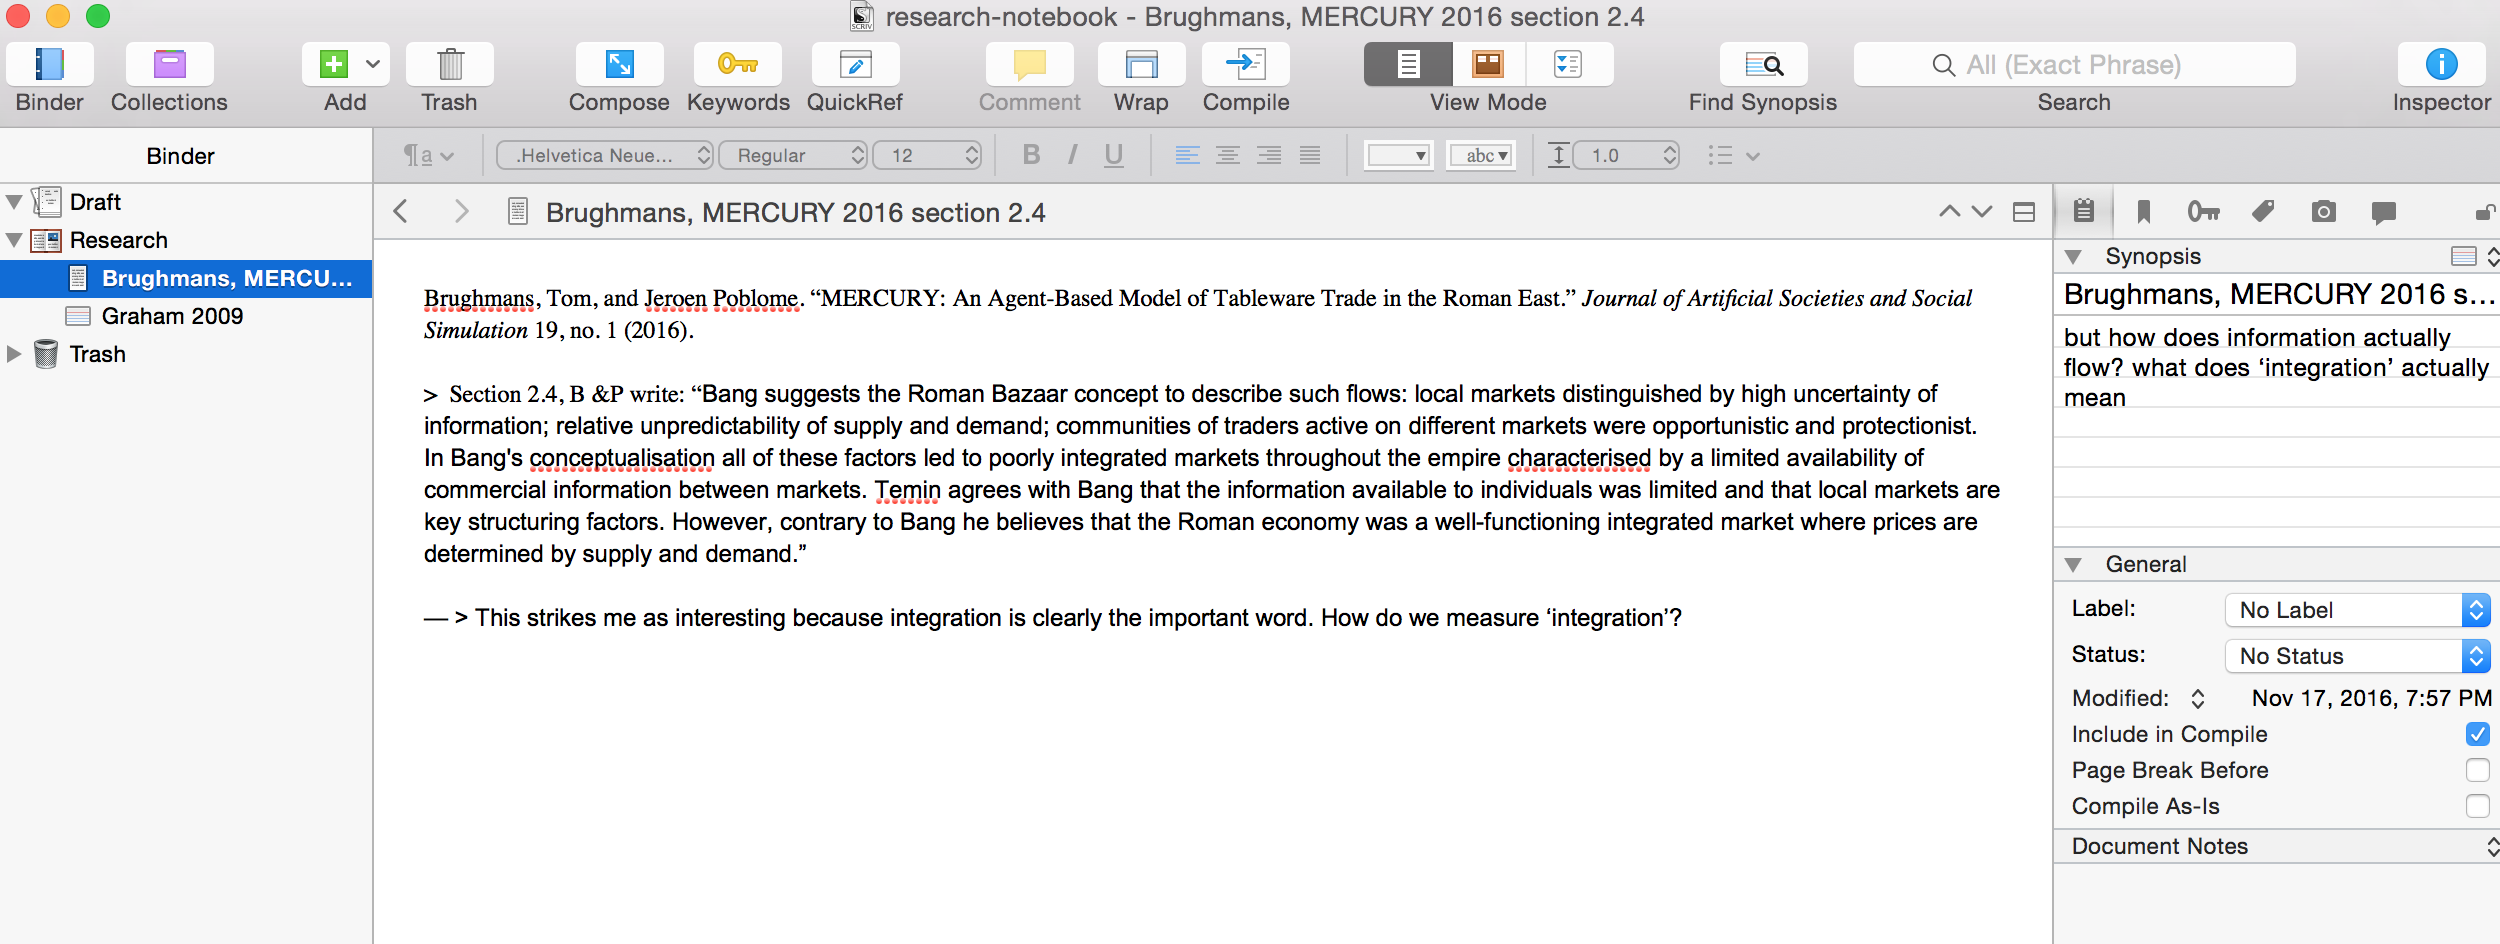 research-notebook - Brughmans, MERCURY 2016 section 2.4
Binder
Collections
Add
Trash
Compose
Keywords
QuickRef
Comment
Wrap
Compile
View Mode
Find Synopsis
All (Exact Phrase)
Search
Inspector
Binder
a
.Helvetica Neue...
Regular
12
B I U
abc
1.0
Draft
Research
Brughmans, MERCU...
Graham 2009
Trash
Brughmans, MERCURY 2016 section 2.4
Brughmans, Tom, and Jeroen Poblome. “MERCURY: An Agent-Based Model of Tableware Trade in the Roman East.” Journal of Artificial Societies and Social
Simulation 19, no. 1 (2016).
> Section 2.4, B &P write: “Bang suggests the Roman Bazaar concept to describe such flows: local markets distinguished by high uncertainty of
information; relative unpredictability of supply and demand; communities of traders active on different markets were opportunistic and protectionist.
In Bang's conceptualisation all of these factors led to poorly integrated markets throughout the empire characterised by a limited availability of
commercial information between markets. Temin agrees with Bang that the information available to individuals was limited and that local markets are
key structuring factors. However, contrary to Bang he believes that the Roman economy was a well-functioning integrated market where prices are
determined by supply and demand.”
— > This strikes me as interesting because integration is clearly the important word. How do we measure ‘integration’?
Synopsis
Brughmans, MERCURY 2016 s...
but how does information actually
flow? what does ‘integration’ actually
mean
General
Label:
No Label
Status:
No Status
Modified:
Nov 17, 2016, 7:57 PM
Include in Compile
Page Break Before
Compile As-Is
Document Notes